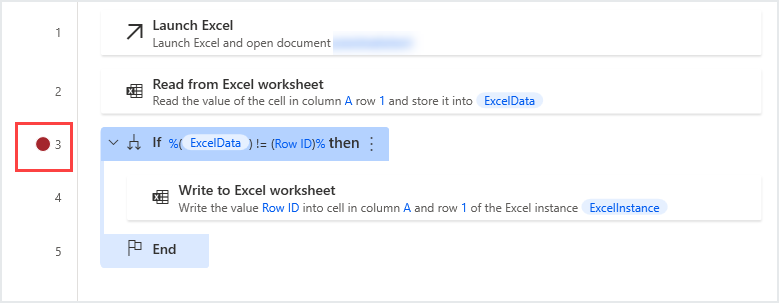 1
Launch Excel
Launch Excel and open document
2
Read from Excel worksheet
Read the value of the cell in column A row 1 and store it into ExcelData
3
If %( ExcelData ) != (Row ID)% then
4
Write to Excel worksheet
Write the value Row ID into cell in column A and row 1 of the Excel instance ExcelInstance
5
End